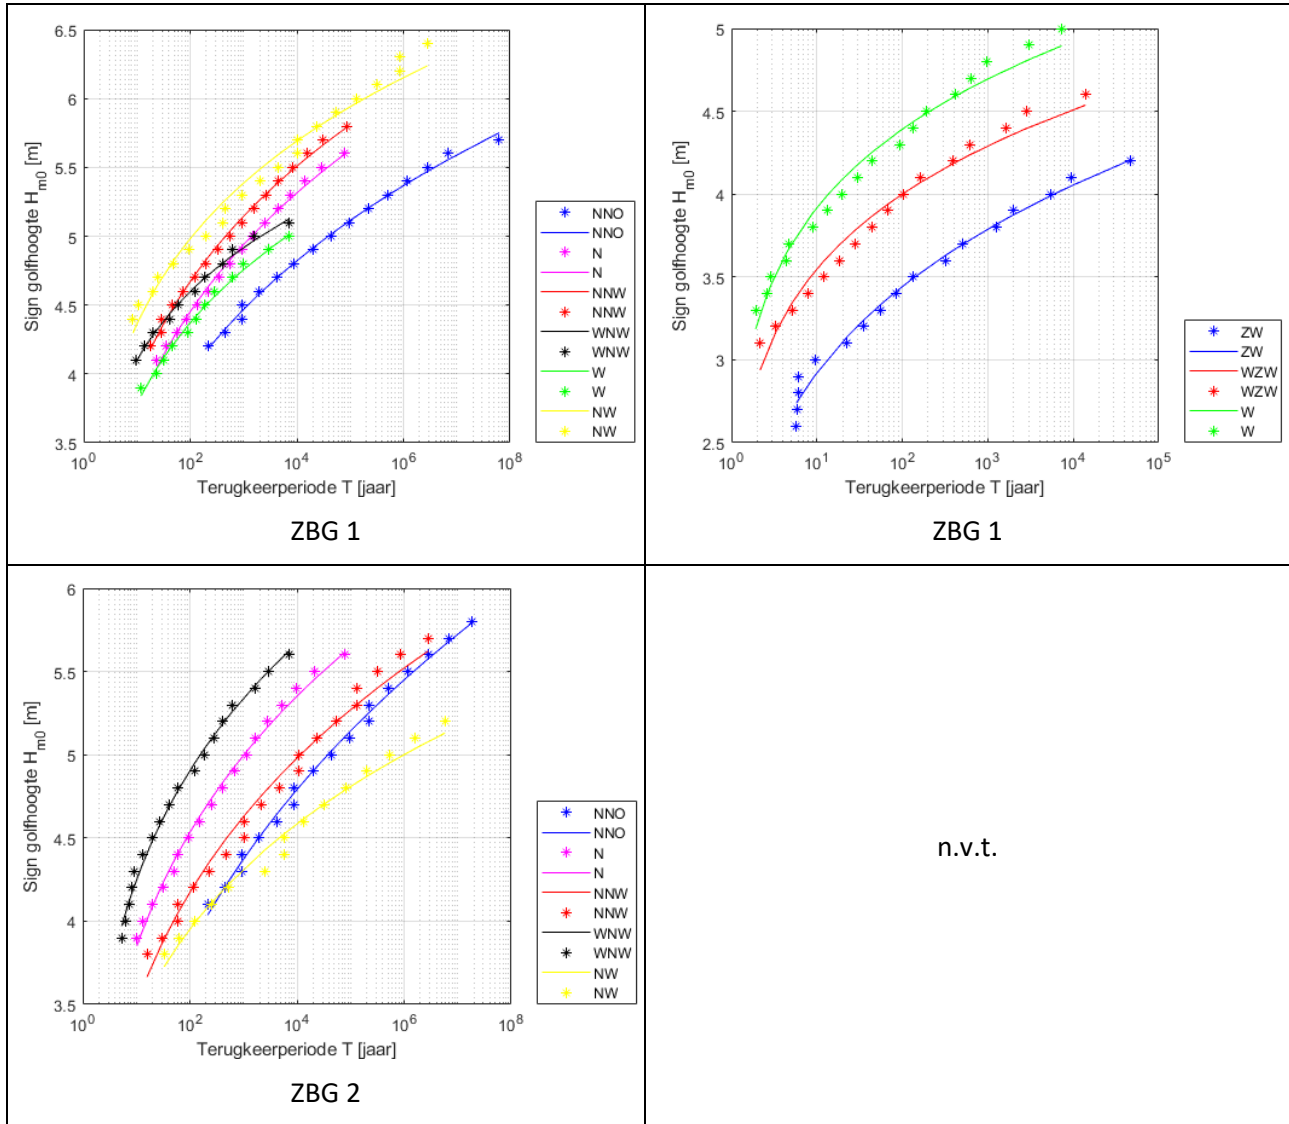 6.5
6
5.5
5
4.5
4
3.5
Sign golfhoogte Hm0 [m]
10^0 10^2 10^4 10^6 10^8
Terugkeerperiode T [jaar]
NNO
NNO
N
N
NNW
NNW
WNW
WNW
W
W
NW
NW
ZBG 1
5
4.5
4
3.5
3
2.5
Sign golfhoogte Hm0 [m]
10^0 10^1 10^2 10^3 10^4 10^5
Terugkeerperiode T [jaar]
ZW
ZW
WZW
WZW
W
W
ZBG 1
6
5.5
5
4.5
4
3.5
Sign golfhoogte Hm0 [m]
10^0 10^2 10^4 10^6 10^8
Terugkeerperiode T [jaar]
NNO
NNO
N
N
NNW
NNW
WNW
WNW
NW
NW
ZBG 2
n.v.t.